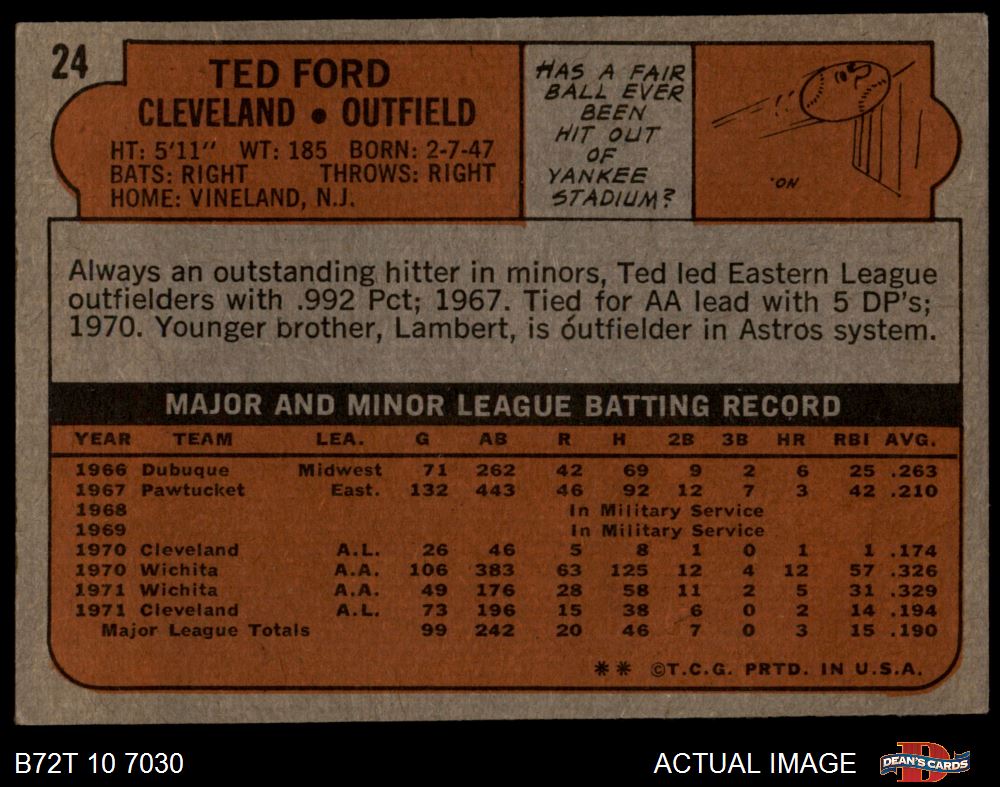 24
TED FORD
CLEVELAND • OUTFIELD
HT: 5'11" WT: 185 BORN: 2-7-47
BATS: RIGHT THROWS: RIGHT
HOME: VINELAND, N.J.
HAS A FAIR
BALL EVER
BEEN
HIT OUT
OF
YANKEE
STADIUM?
NO.
Always an outstanding hitter in minors, Ted led Eastern League
outfielders with .992 Pct; 1967. Tied for AA lead with 5 DP's;
1970. Younger brother, Lambert, is outfielder in Astros system.
MAJOR AND MINOR LEAGUE BATTING RECORD
YEAR TEAM LEA. G AB R H 2B 3B HR RBI AVG.
1966 Dubuque Midwest 71 262 42 69 9 2 6 25 .263
1967 Pawtucket East. 132 443 46 92 12 7 3 42 .210
1968 In Military Service
1969 In Military Service
1970 Cleveland A.L. 26 46 5 8 1 0 1 1 .174
1970 Wichita A.A. 106 383 63 125 12 4 12 57 .326
1971 Wichita A.A. 49 176 28 58 11 2 5 31 .329
1971 Cleveland A.L. 73 196 15 38 6 0 2 14 .194
Major League Totals 99 242 20 46 7 0 3 15 .190
** ©T.C.G. PRTD. IN U.S.A.
B72T 10 7030
ACTUAL IMAGE
D
DEAN'S CARDS